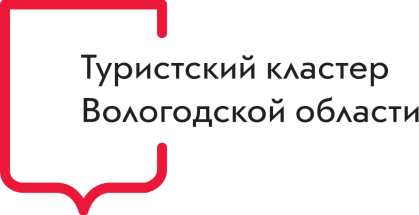 Туристский кластер
Вологодской области